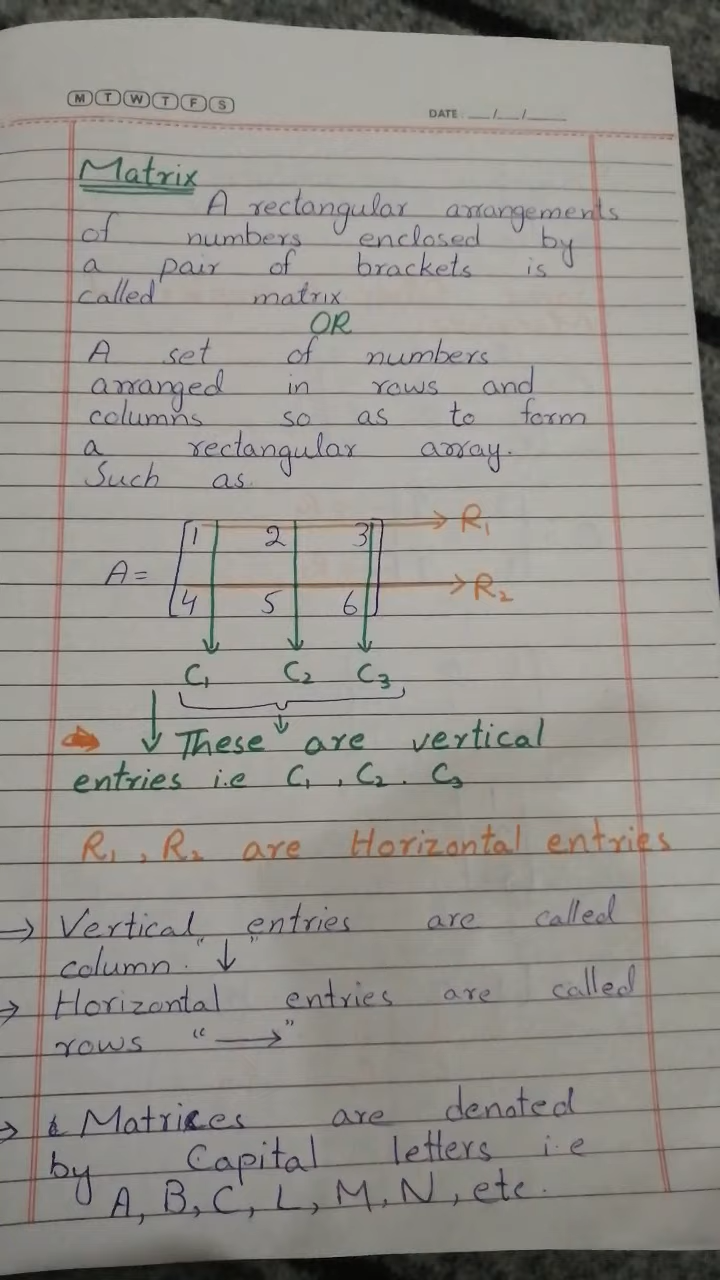 M T W T F S
DATE: __/__/____
Matrix
A rectangular arrangements
of numbers enclosed by
a pair of brackets is
called matrix
OR
A set of numbers
arranged in rows and
columns so as to form
a rectangular array.
Such as.
1 2 3 → R₁
A =
4 5 6 → R₂
C₁ C₂ C₃
↓ These are vertical
entries i.e C₁ , C₂ . C₃
R₁ , R₂ are Horizontal entries
→ Vertical entries are called
column. "↓"
→ Horizontal entries are called
rows "→"
→ Matrices are denoted
by Capital letters i.e
A, B, C, L, M, N, etc.